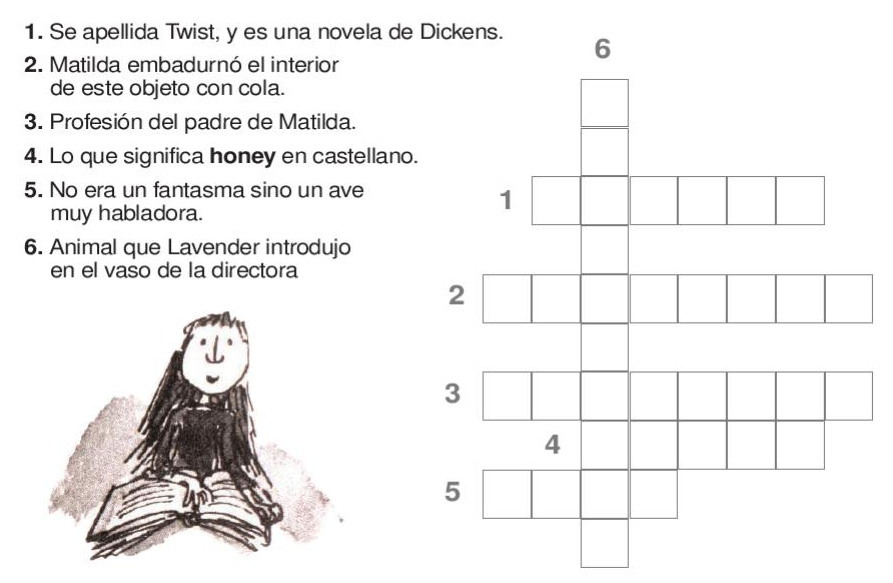 1. Se apellida Twist, y es una novela de Dickens.
2. Matilda embadurnó el interior
de este objeto con cola.
3. Profesión del padre de Matilda.
4. Lo que significa honey en castellano.
5. No era un fantasma sino un ave
muy habladora.
6. Animal que Lavender introdujo
en el vaso de la directora
6
1
2
3
4
5